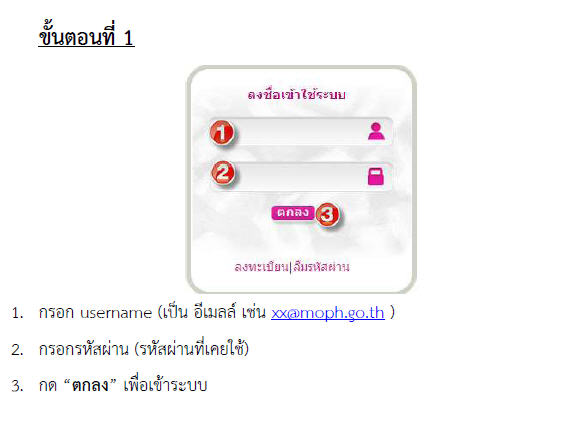 ขั้นตอนที่ 1
ลงชื่อเข้าใช้ระบบ
1
2
ตกลง 3
ลงทะเบียน|ลืมรหัสผ่าน
1. กรอก username (เป็น อีเมลล์ เช่น xx@moph.go.th )
2. กรอกรหัสผ่าน (รหัสผ่านที่เคยใช้)
3. กด “ตกลง” เพื่อเข้าระบบ